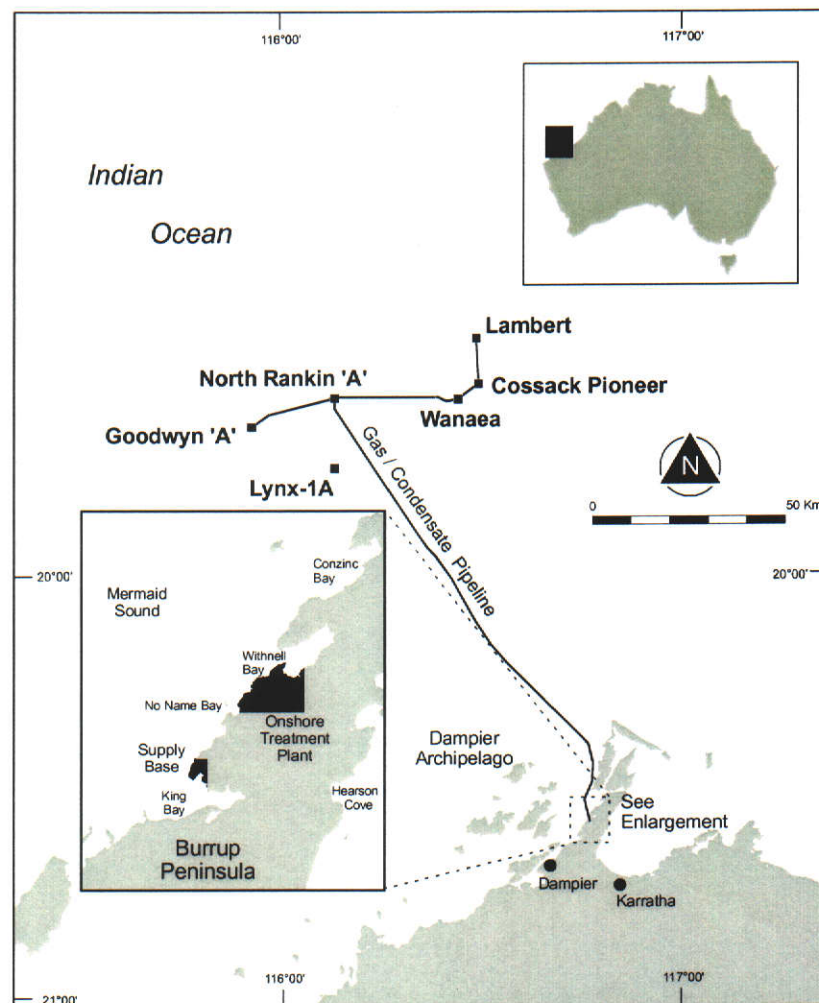 116°00'
117°00'
Indian
Ocean
Lambert
North Rankin 'A'
Cossack Pioneer
Wanaea
Goodwyn 'A'
Lynx-1A
Gas / Condensate Pipeline
N
0
50 Km
20°00'
20°00'
Conzinc
Bay
Mermaid
Sound
Withnell
Bay
No Name Bay
Onshore
Treatment
Plant
Supply
Base
King
Bay
Hearson
Cove
Burrup
Peninsula
Dampier
Archipelago
See
Enlargement
Dampier
Karratha
116°00'
117°00'
21°00'